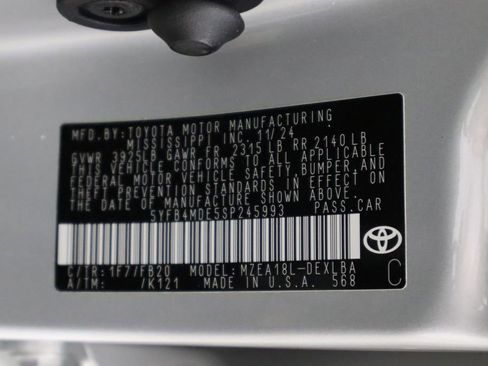 MFD.BY:TOYOTA MOTOR MANUFACTURING
MISSISSIPPI INC. 11/24
GVWR 3925LB GAWR FR 2315LB RR 2140LB
THIS VEHICLE CONFORMS TO ALL APPLICABLE
FEDERAL MOTOR VEHICLE SAFETY, BUMPER, AND
THEFT PREVENTION STANDARDS IN EFFECT ON
THE DATE OF MANUFACTURE SHOWN ABOVE.
5YFB4MDE5SP245993 PASS.CAR
C/TR:1F7/FB20 MODEL:MZEA18L-DEXLBA
A/TM: /K121 MADE IN U.S.A. 568
C